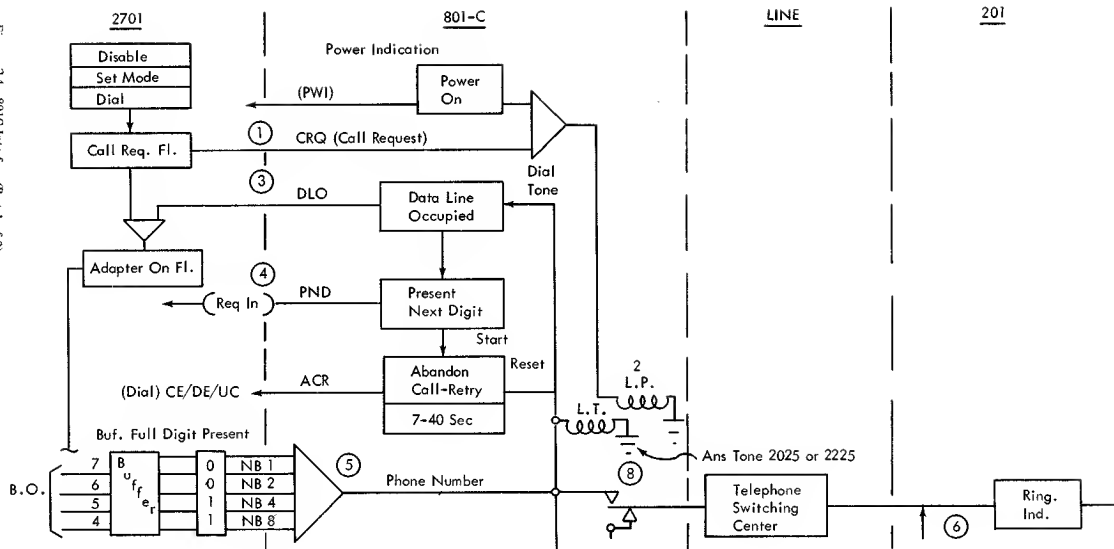 2701
801-C
LINE
201
Disable
Set Mode
Dial
Call Req. Fl.
Adapter On Fl.
Power Indication
(PWI)
Power
On
1
CRQ (Call Request)
3
DLO
Data Line
Occupied
Dial
Tone
4
(Req In)
PND
Present
Next Digit
Start
Reset
(Dial) CE/DE/UC
ACR
Abandon
Call-Retry
7-40 Sec
2
L.P.
L.T.
Ans Tone 2025 or 2225
Buf. Full Digit Present
B.O.
7
6
5
4
Buffer
0
0
1
1
NB 1
NB 2
NB 4
NB 8
5
Phone Number
8
Telephone
Switching
Center
6
Ring.
Ind.